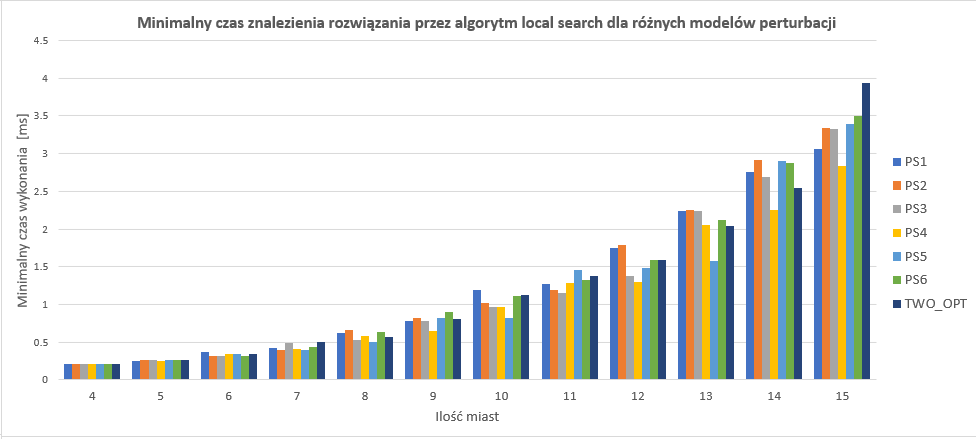 Minimalny czas znalezienia rozwiązania przez algorytm local search dla różnych modelów perturbacji
4.5
4
3.5
3
2.5
2
1.5
1
0.5
0
Minimalny czas wykonania [ms]
4 5 6 7 8 9 10 11 12 13 14 15
Ilość miast
PS1
PS2
PS3
PS4
PS5
PS6
TWO_OPT